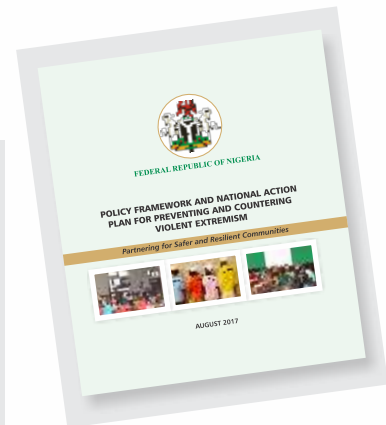 FEDERAL REPUBLIC OF NIGERIA
POLICY FRAMEWORK AND NATIONAL ACTION
PLAN FOR PREVENTING AND COUNTERING
VIOLENT EXTREMISM
Partnering for Safer and Resilient Communities
AUGUST 2017